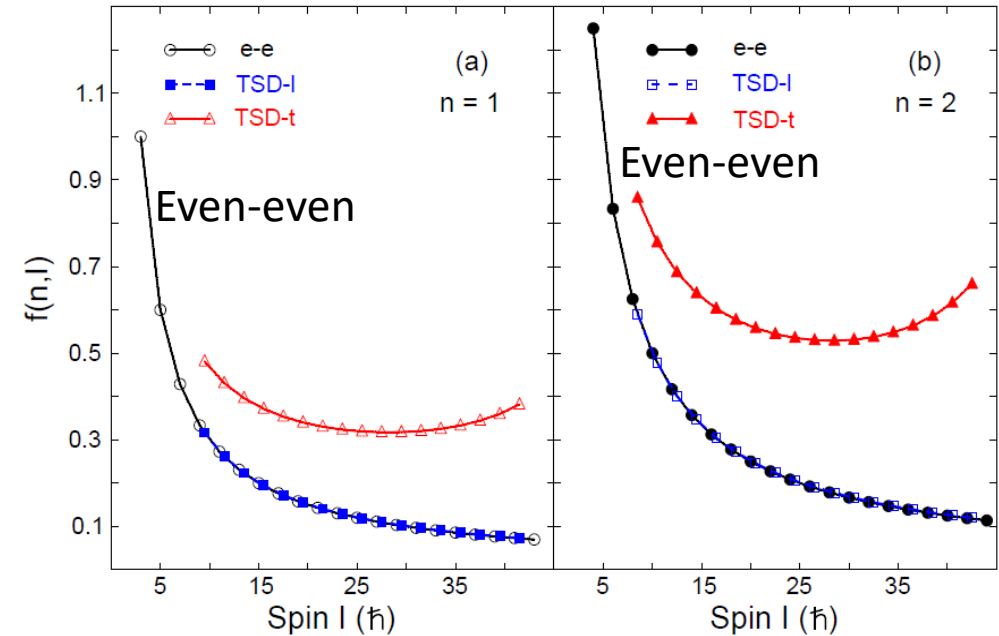 e-e
TSD-l
TSD-t
(a)
n = 1
Even-even
e-e
TSD-l
TSD-t
(b)
n = 2
Even-even
f(n,I)
1.1
0.9
0.7
0.5
0.3
0.1
5
15
25
35
5
15
25
35
Spin I (ħ)
Spin I (ħ)